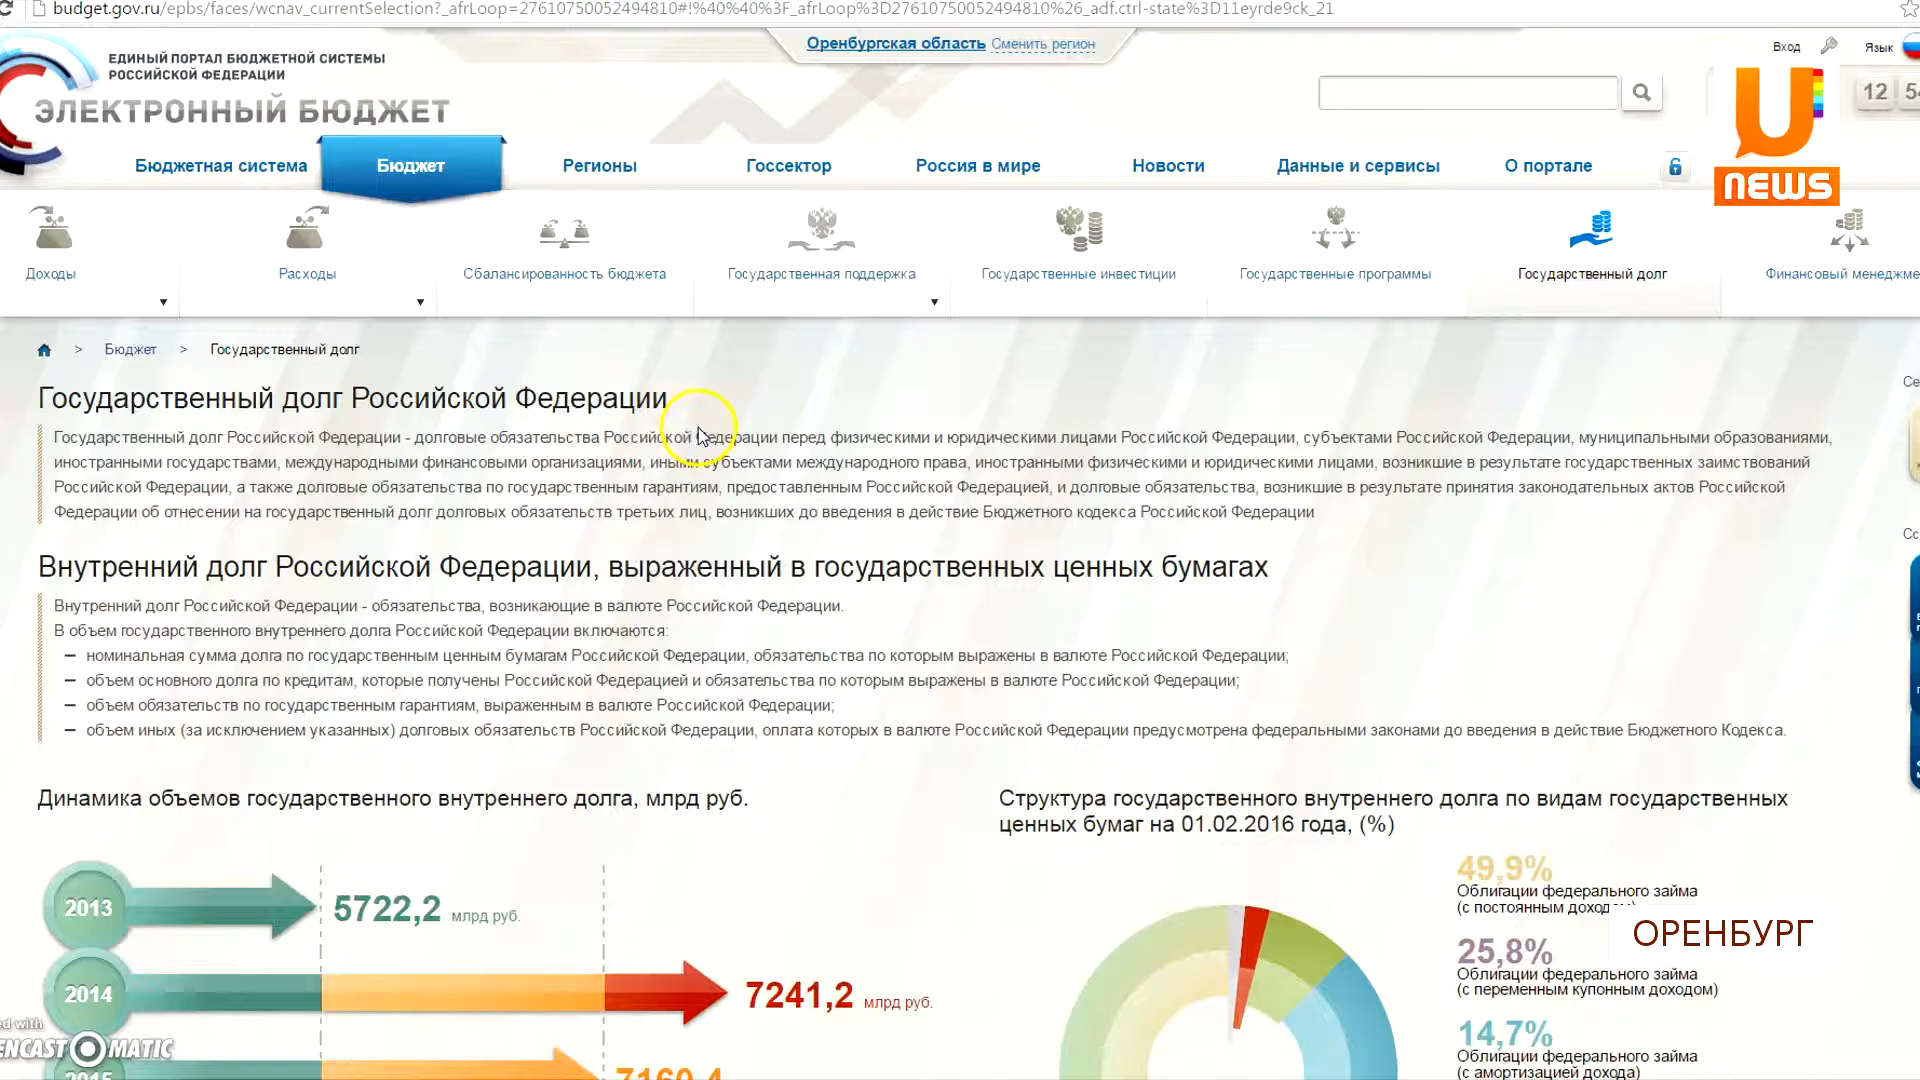 budget.gov.ru/epbs/faces/wcnav_currentSelection?_afrLoop=27610750052494810#!%40%40%3F_afrLoop%3D27610750052494810%26_adf.ctrl-state%3D11eyrde9ck_21
Оренбургская область Сменить регион
Вход
Язык
ЕДИНЫЙ ПОРТАЛ БЮДЖЕТНОЙ СИСТЕМЫ
РОССИЙСКОЙ ФЕДЕРАЦИИ
ЭЛЕКТРОННЫЙ БЮДЖЕТ
12
U
NEWS
Бюджетная система Бюджет Регионы Госсектор Россия в мире Новости Данные и сервисы О портале
Доходы Расходы Сбалансированность бюджета Государственная поддержка Государственные инвестиции Государственные программы Государственный долг Финансовый менеджме
> Бюджет > Государственный долг
Государственный долг Российской Федерации
Государственный долг Российской Федерации - долговые обязательства Российской Федерации перед физическими и юридическими лицами Российской Федерации, субъектами Российской Федерации, муниципальными образованиями,
иностранными государствами, международными финансовыми организациями, иными субъектами международного права, иностранными физическими и юридическими лицами, возникшие в результате государственных заимствований
Российской Федерации, а также долговые обязательства по государственным гарантиям, предоставленным Российской Федерацией, и долговые обязательства, возникшие в результате принятия законодательных актов Российской
Федерации об отнесении на государственный долг долговых обязательств третьих лиц, возникших до введения в действие Бюджетного кодекса Российской Федерации
Внутренний долг Российской Федерации, выраженный в государственных ценных бумагах
Внутренний долг Российской Федерации - обязательства, возникающие в валюте Российской Федерации.
В объем государственного внутреннего долга Российской Федерации включаются:
– номинальная сумма долга по государственным ценным бумагам Российской Федерации, обязательства по которым выражены в валюте Российской Федерации;
– объем основного долга по кредитам, которые получены Российской Федерацией и обязательства по которым выражены в валюте Российской Федерации;
– объем обязательств по государственным гарантиям, выраженным в валюте Российской Федерации;
– объем иных (за исключением указанных) долговых обязательств Российской Федерации, оплата которых в валюте Российской Федерации предусмотрена федеральными законами до введения в действие Бюджетного Кодекса.
Динамика объемов государственного внутреннего долга, млрд руб.
2013 5722,2 млрд руб.
2014 7241,2 млрд руб.
2015 7160,4
Структура государственного внутреннего долга по видам государственных
ценных бумаг на 01.02.2016 года, (%)
49,9%
Облигации федерального займа
(с постоянным доходом)
25,8%
Облигации федерального займа
(с переменным купонным доходом)
14,7%
Облигации федерального займа
(с амортизацией дохода)
ОРЕНБУРГ
ed with
ENCAST MATIC